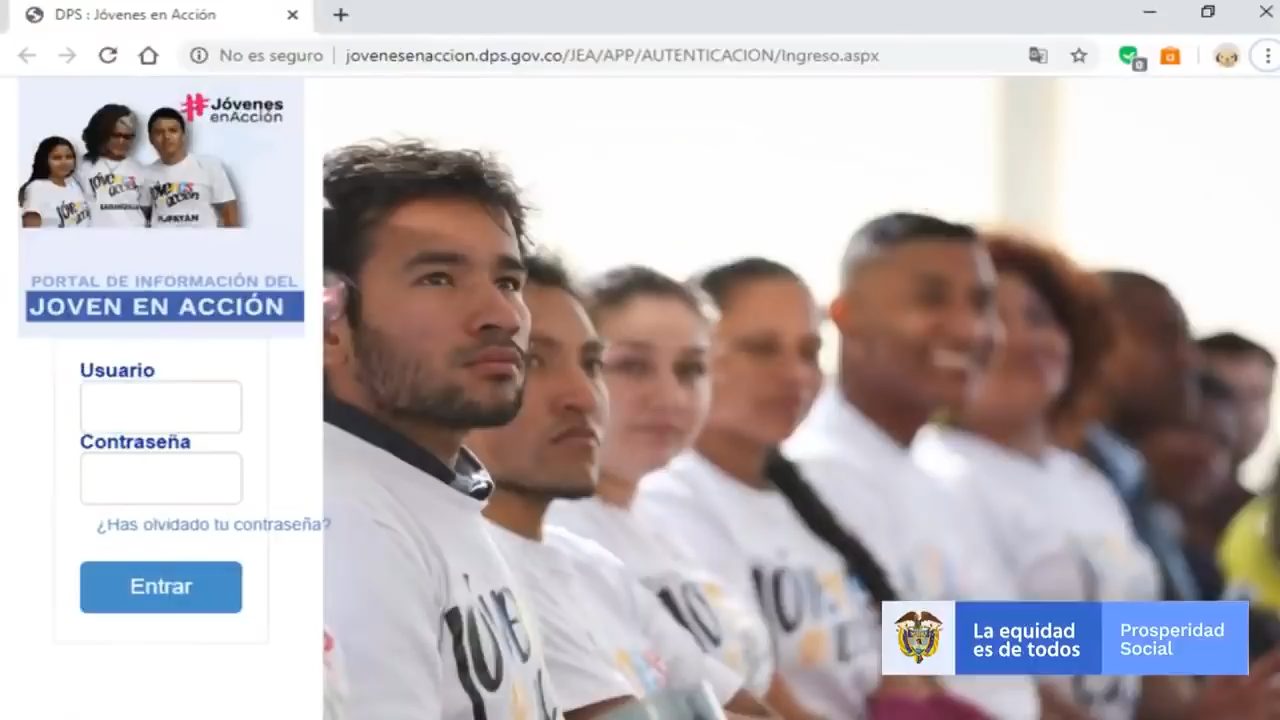 DPS : Jóvenes en Acción
No es seguro
jovenesenaccion.dps.gov.co/JEA/APP/AUTENTICACION/Ingreso.aspx
#Jóvenes
enAcción
PORTAL DE INFORMACIÓN DEL
JOVEN EN ACCIÓN
Usuario
Contraseña
¿Has olvidado tu contraseña?
Entrar
La equidad
es de todos
Prosperidad
Social